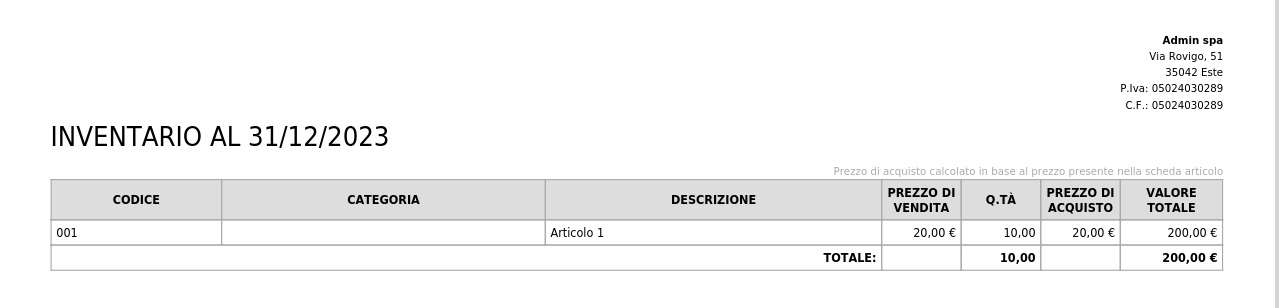 Admin spa
Via Rovigo, 51
35042 Este
P.Iva: 05024030289
C.F.: 05024030289
INVENTARIO AL 31/12/2023
Prezzo di acquisto calcolato in base al prezzo presente nella scheda articolo
CODICE CATEGORIA DESCRIZIONE PREZZO DI VENDITA Q.TÀ PREZZO DI ACQUISTO VALORE TOTALE
001 Articolo 1 20,00 € 10,00 20,00 € 200,00 €
TOTALE: 10,00 200,00 €